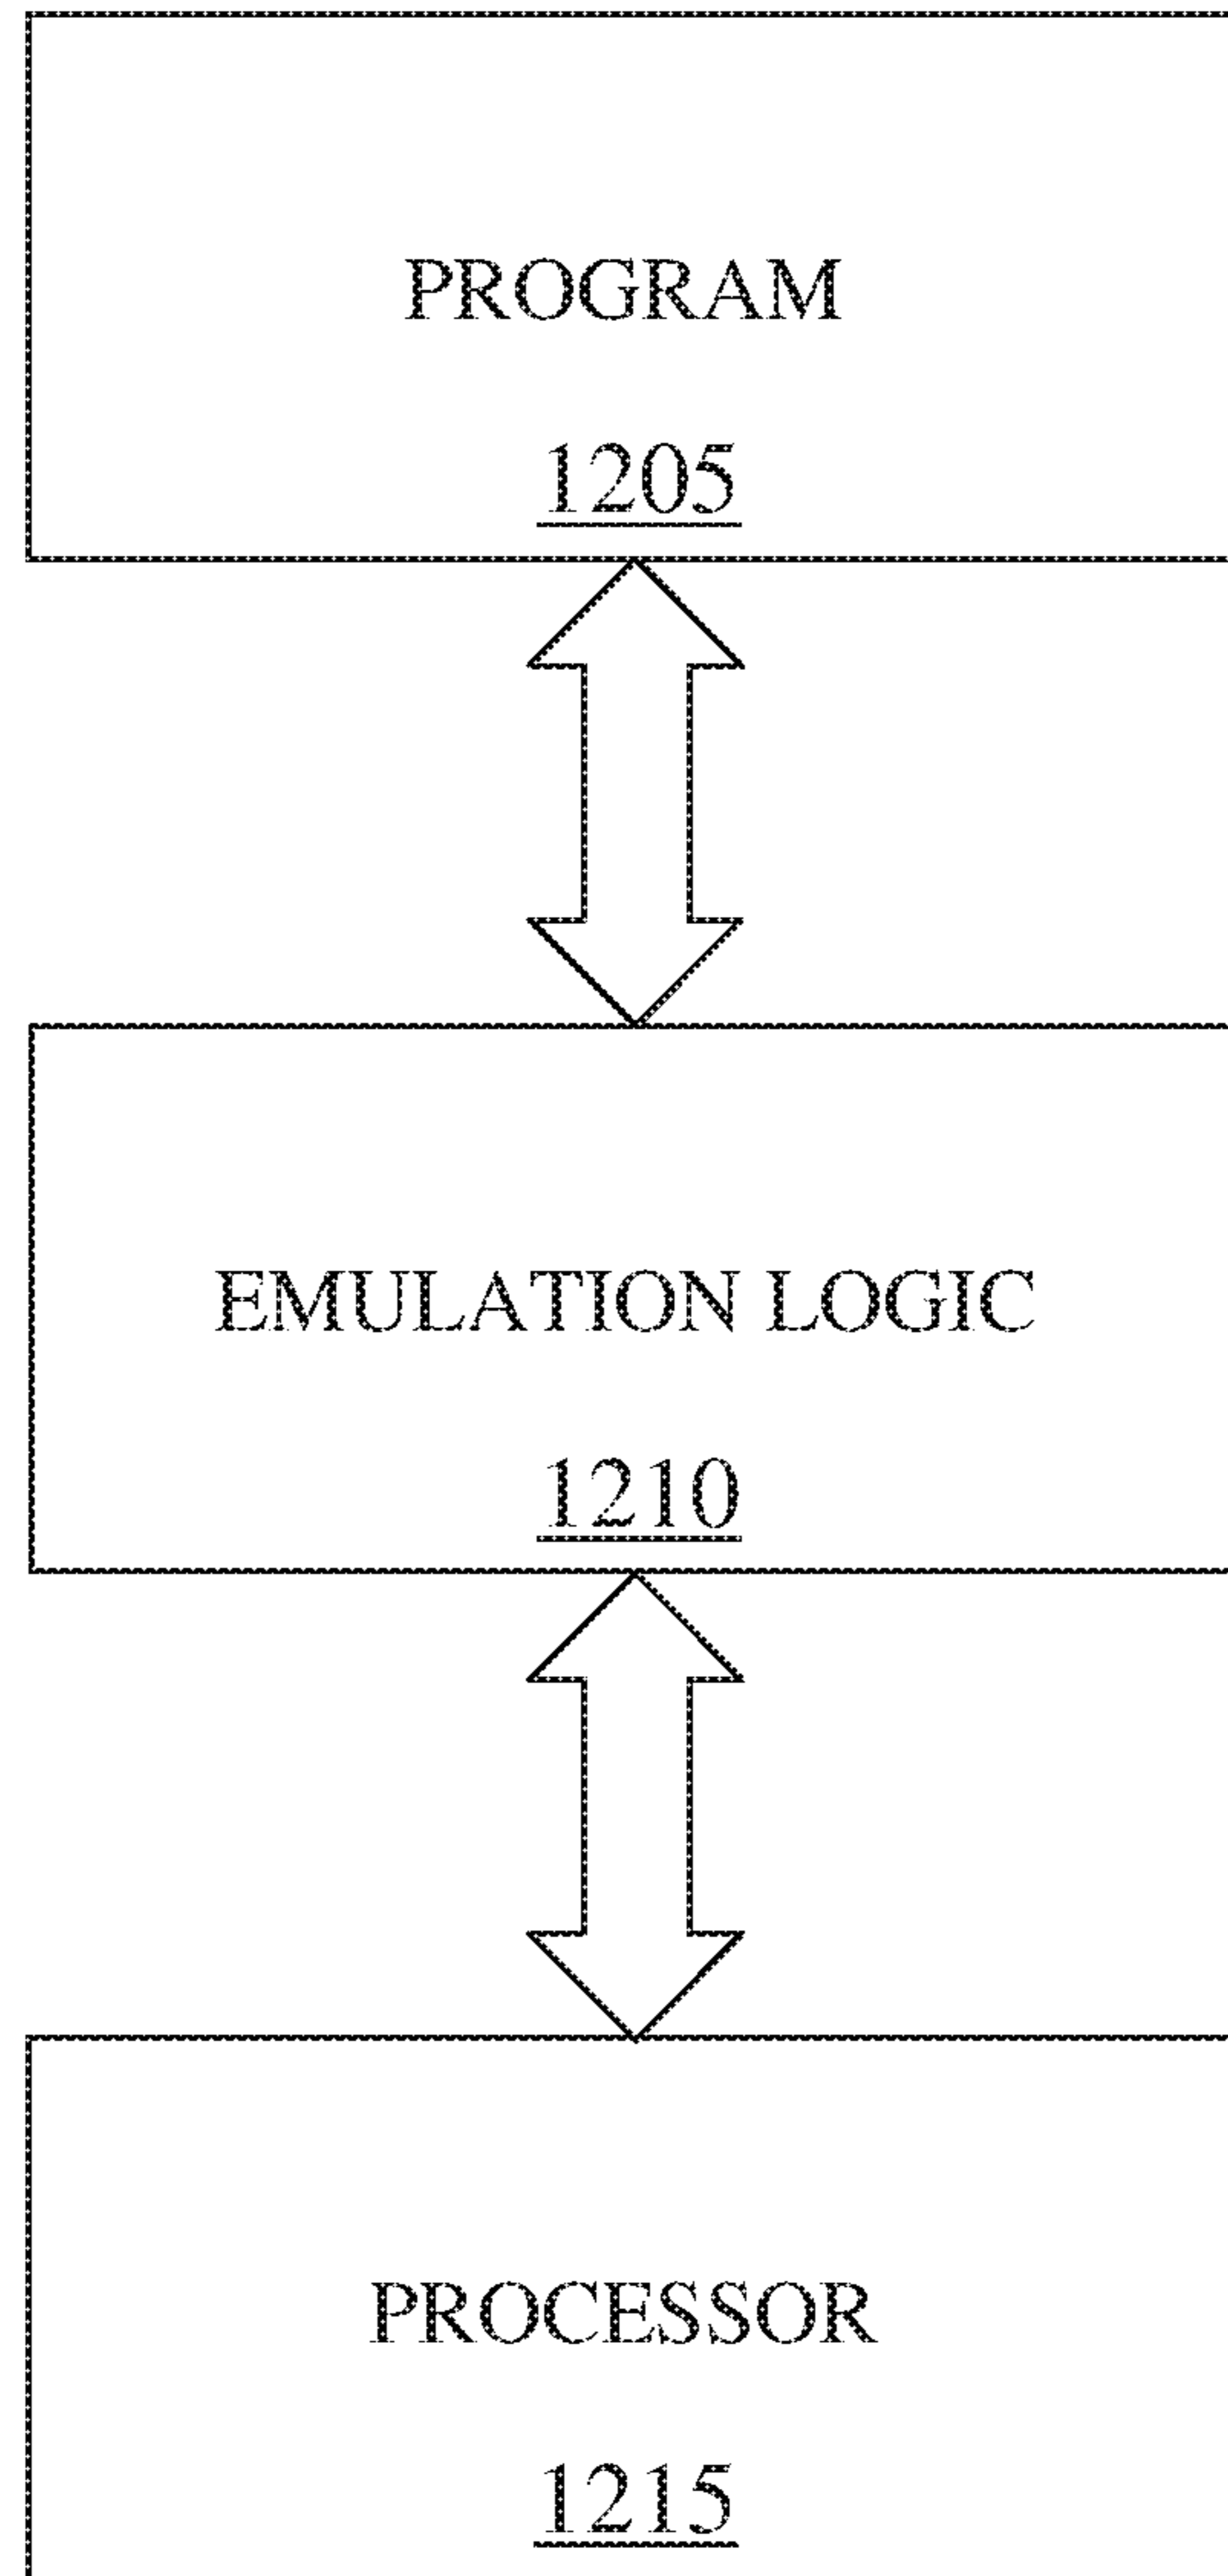 PROGRAM
1205
EMULATION LOGIC
1210
PROCESSOR
1215